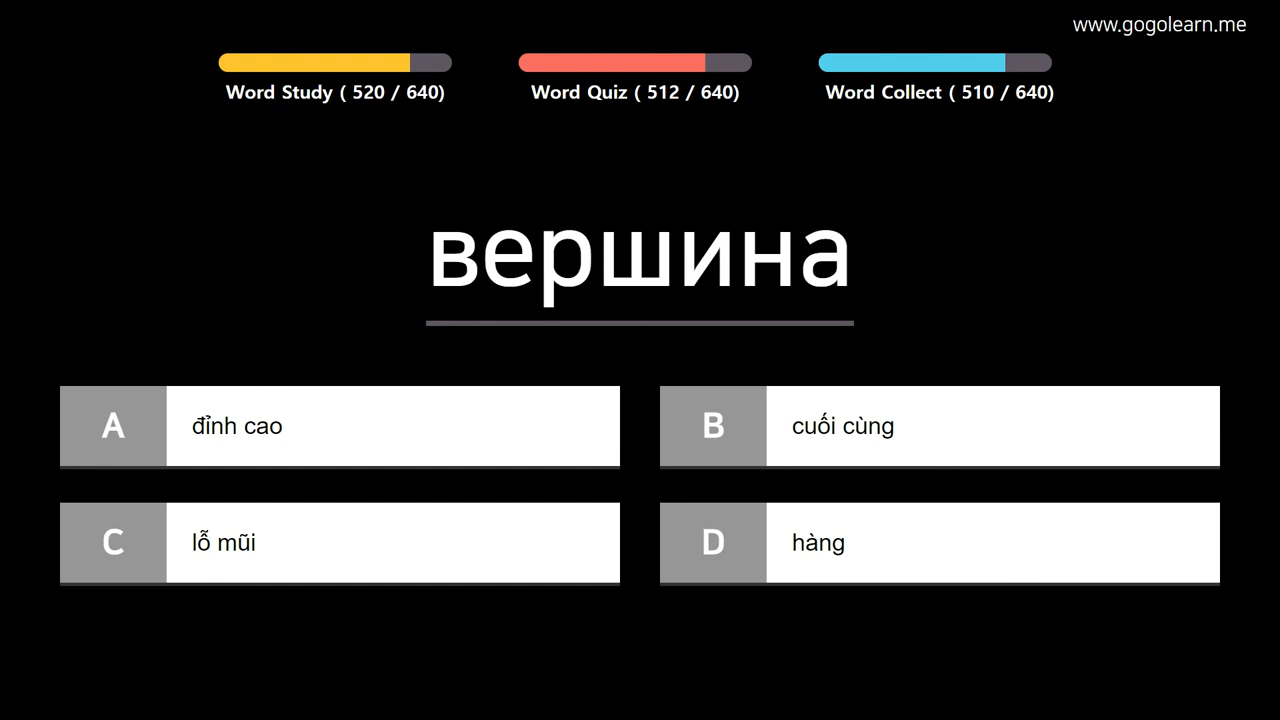 www.gogolearn.me
Word Study ( 520 / 640)
Word Quiz ( 512 / 640)
Word Collect ( 510 / 640)
вершина
A đỉnh cao
B cuối cùng
C lỗ mũi
D hàng